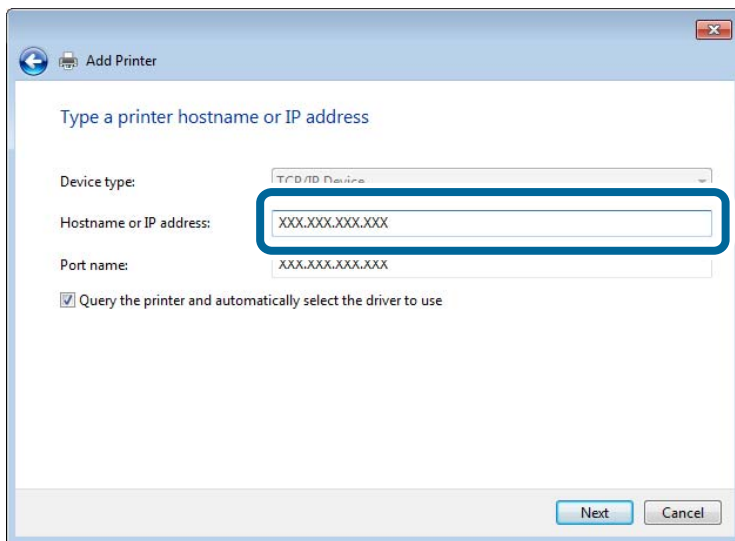 Add Printer
Type a printer hostname or IP address
Device type: TCP/IP Device
Hostname or IP address: XXX.XXX.XXX.XXX
Port name: XXX.XXX.XXX.XXX
Query the printer and automatically select the driver to use
Next Cancel